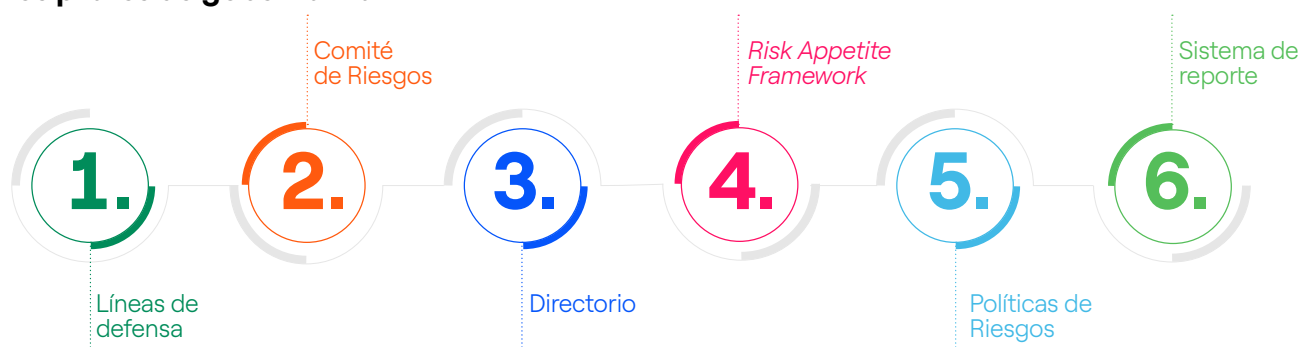 1.
Líneas de
defensa
2.
Comité
de Riesgos
3.
Directorio
4.
Risk Appetite
Framework
5.
Políticas de
Riesgos
6.
Sistema de
reporte